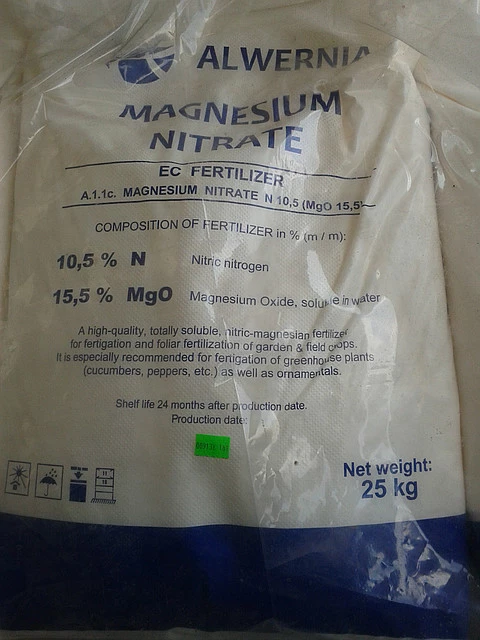 ALWERNIA
MAGNESIUM
NITRATE
EC FERTILIZER
A.1.1c. MAGNESIUM NITRATE N 10,5 (MgO 15,5)
COMPOSITION OF FERTILIZER in % (m / m):
10,5 % N Nitric nitrogen
15,5 % MgO Magnesium Oxide, soluble in water
A high-quality, totally soluble, nitric-magnesian fertilizer
for fertigation and foliar fertilization of garden & field crops.
It is especially recommended for fertigation of greenhouse plants
(cucumbers, peppers, etc.) as well as ornamentals.
Shelf life 24 months after production date.
Production date:
Net weight:
25 kg